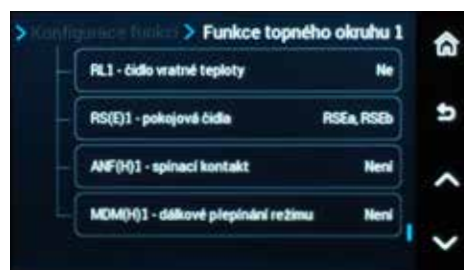 Konfigurace funkcí > Funkce topného okruhu 1
RL1 - čidlo vratné teploty Ne
RS(E)1 - pokojová čidla RSEa, RSEb
ANF(H)1 - spínací kontakt Není
MDM(H)1 - dálkové přepínání režimu Není